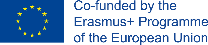 Co-funded by the
Erasmus+ Programme
of the European Union